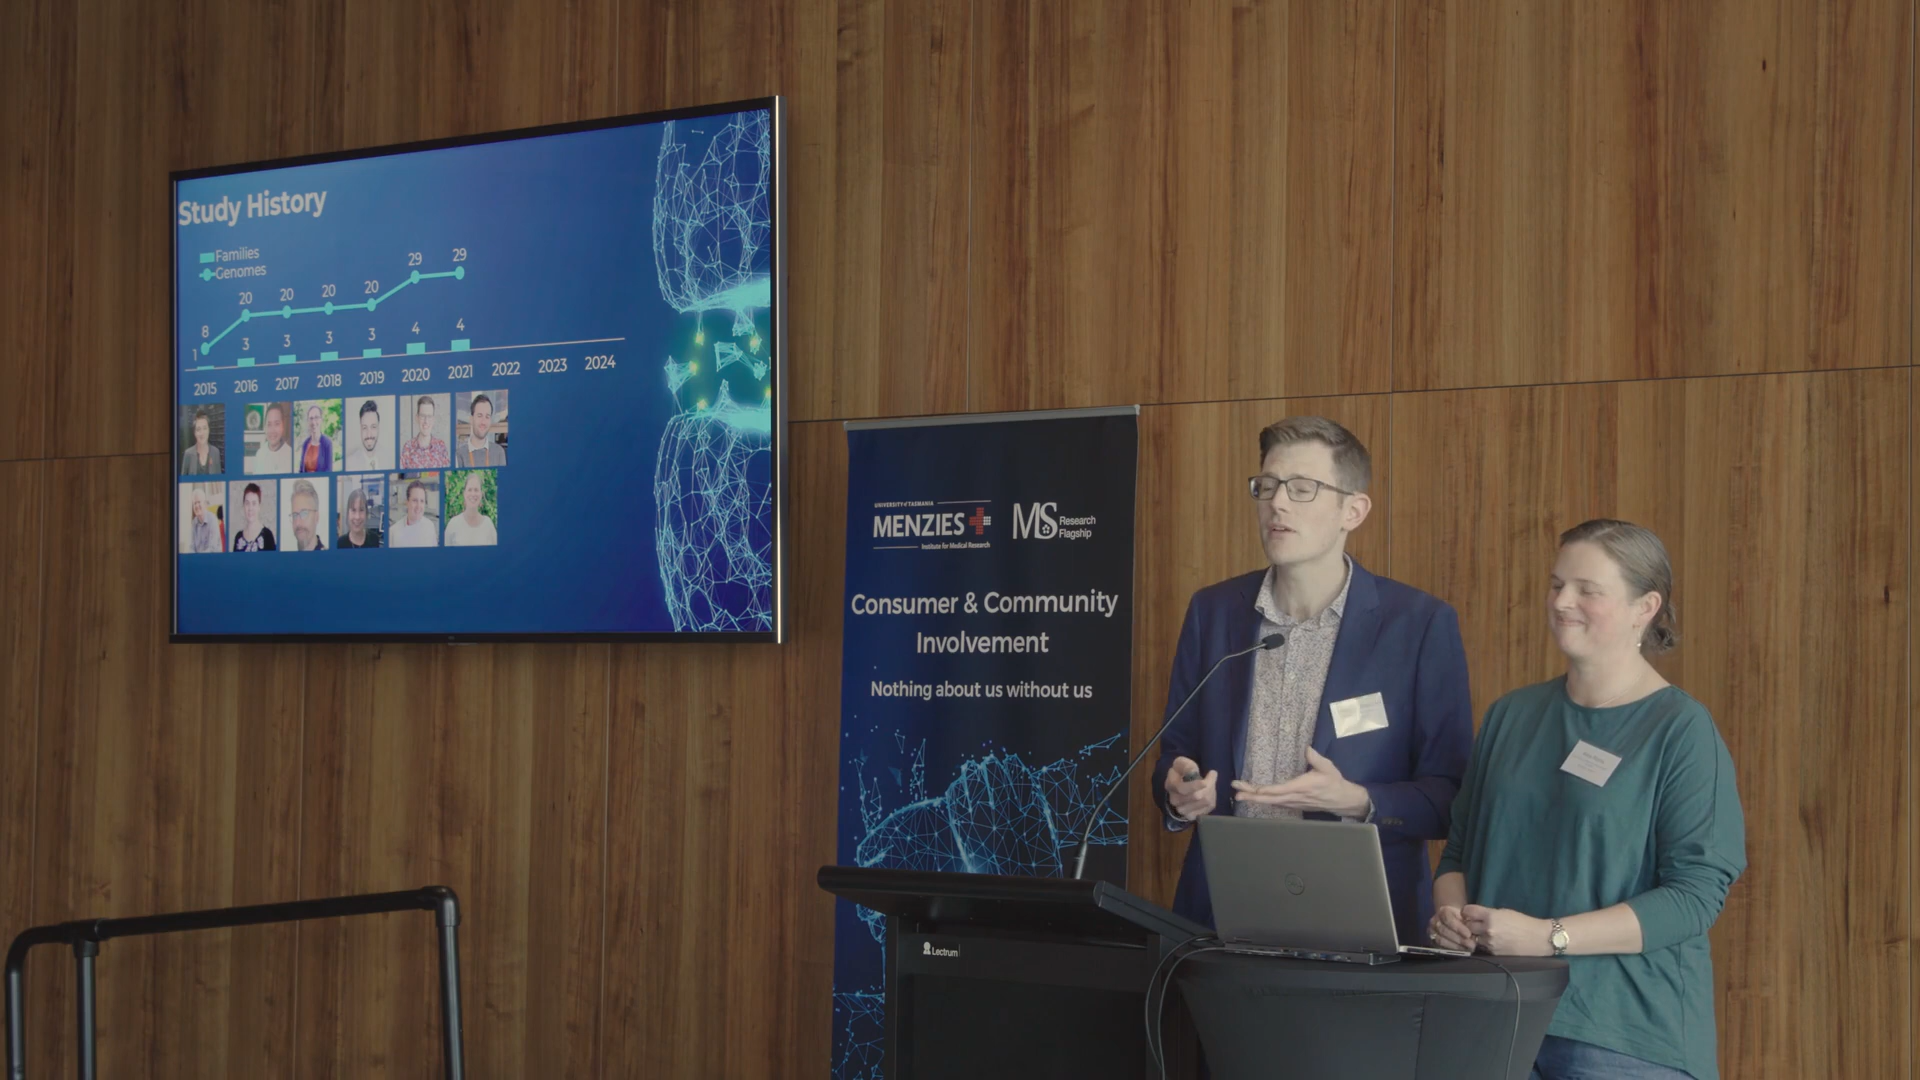 Study History
Families
Genomes
8 20 20 20 20 29 29
1 3 3 3 3 4 4
2015 2016 2017 2018 2019 2020 2021 2022 2023 2024
UNIVERSITY of TASMANIA
MENZIES
Institute for Medical Research
MS Research
Flagship
Consumer & Community
Involvement
Nothing about us without us
Lectrum